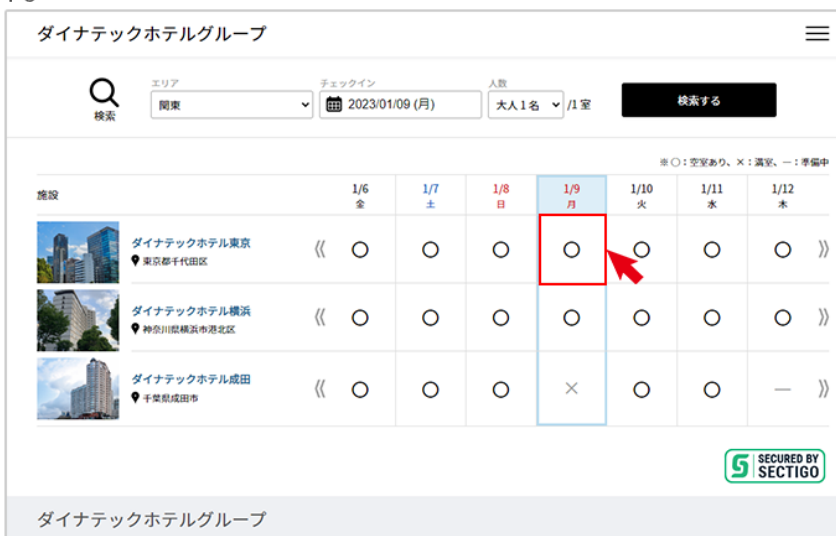 ダイナテックホテルグループ
検索
エリア
関東
チェックイン
2023/01/09 (月)
人数
大人1名 /1室
検索する
※○：空室あり、×：満室、―：準備中
施設
1/6 1/7 1/8 1/9 1/10 1/11 1/12
金 土 日 月 火 水 木
ダイナテックホテル東京
東京都千代田区
《 ○ ○ ○ ○ ○ ○ ○ 》
ダイナテックホテル横浜
神奈川県横浜市港北区
《 ○ ○ ○ ○ ○ ○ ○ 》
ダイナテックホテル成田
千葉県成田市
《 ○ ○ ○ × ○ ○ ― 》
SECURED BY
SECTIGO
ダイナテックホテルグループ